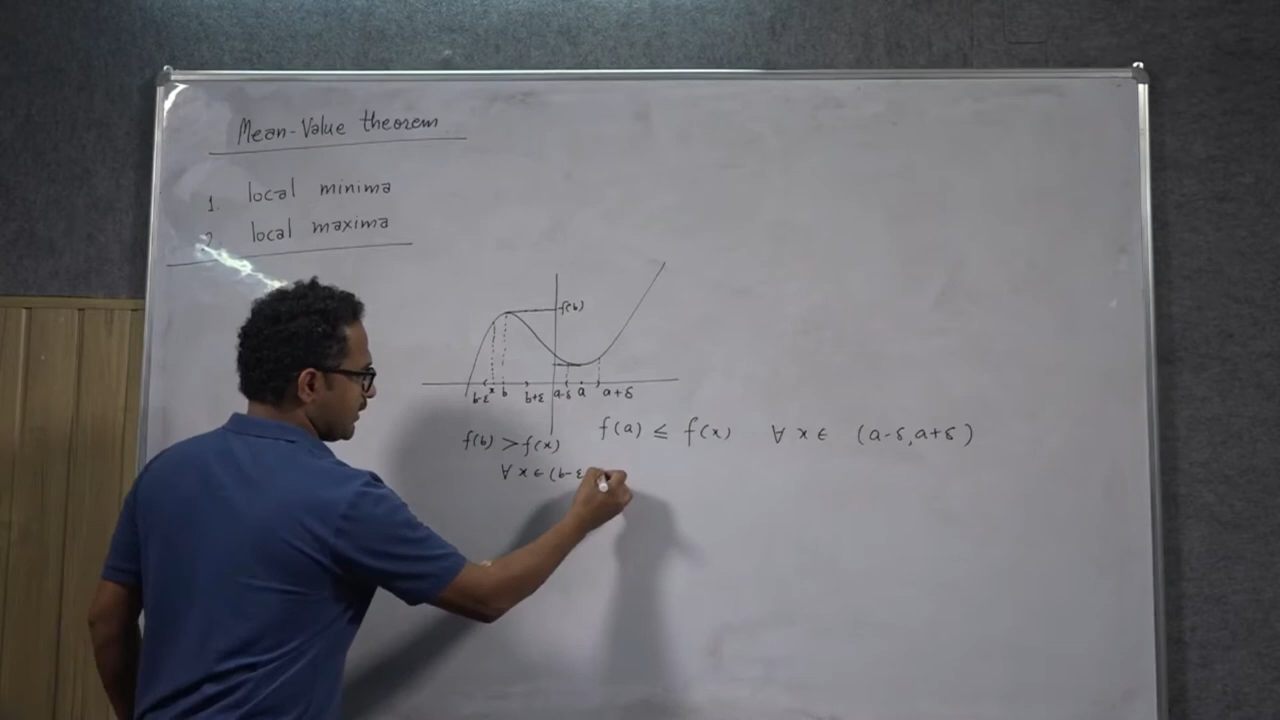 Mean-Value theorem
1. local minima
2. local maxima
f(b)
b-ε x b b+ε a-δ a a+δ
f(b) > f(x)
f(a) ≤ f(x) ∀ x ∈ (a-δ, a+δ)
∀ x ∈ (b-ε